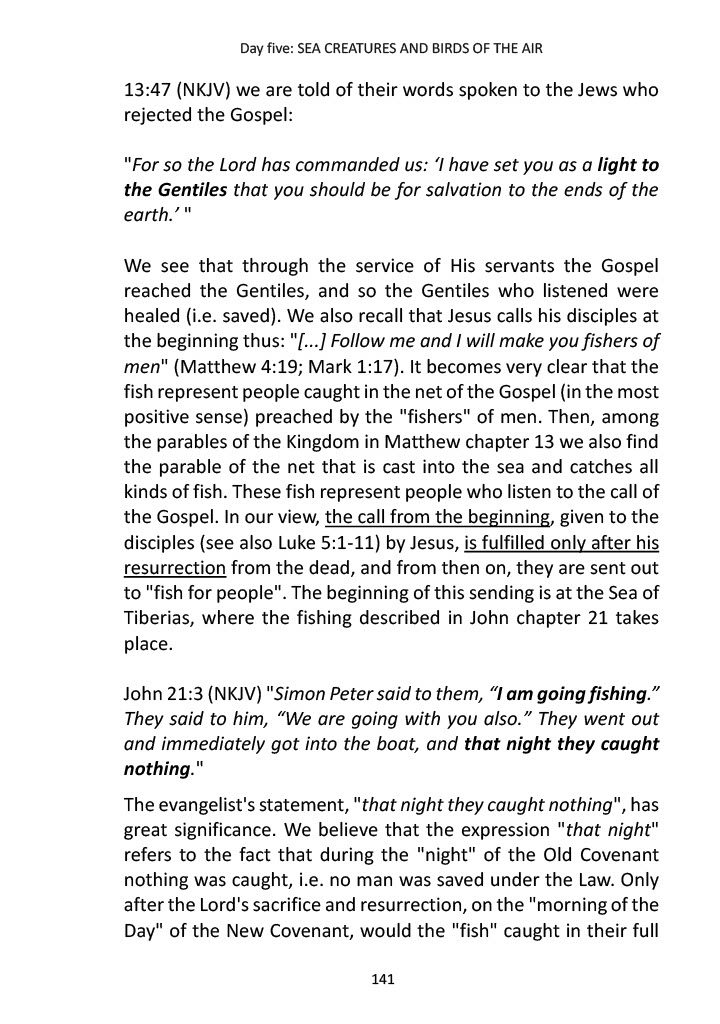 Day five: SEA CREATURES AND BIRDS OF THE AIR
13:47 (NKJV) we are told of their words spoken to the Jews who
rejected the Gospel:
"For so the Lord has commanded us: ‘I have set you as a light to
the Gentiles that you should be for salvation to the ends of the
earth.’ "
We see that through the service of His servants the Gospel
reached the Gentiles, and so the Gentiles who listened were
healed (i.e. saved). We also recall that Jesus calls his disciples at
the beginning thus: "[...] Follow me and I will make you fishers of
men" (Matthew 4:19; Mark 1:17). It becomes very clear that the
fish represent people caught in the net of the Gospel (in the most
positive sense) preached by the "fishers" of men. Then, among
the parables of the Kingdom in Matthew chapter 13 we also find
the parable of the net that is cast into the sea and catches all
kinds of fish. These fish represent people who listen to the call of
the Gospel. In our view, the call from the beginning, given to the
disciples (see also Luke 5:1-11) by Jesus, is fulfilled only after his
resurrection from the dead, and from then on, they are sent out
to "fish for people". The beginning of this sending is at the Sea of
Tiberias, where the fishing described in John chapter 21 takes
place.
John 21:3 (NKJV) "Simon Peter said to them, “I am going fishing.”
They said to him, “We are going with you also.” They went out
and immediately got into the boat, and that night they caught
nothing."
The evangelist's statement, "that night they caught nothing", has
great significance. We believe that the expression "that night"
refers to the fact that during the "night" of the Old Covenant
nothing was caught, i.e. no man was saved under the Law. Only
after the Lord's sacrifice and resurrection, on the "morning of the
Day" of the New Covenant, would the "fish" caught in their full
141